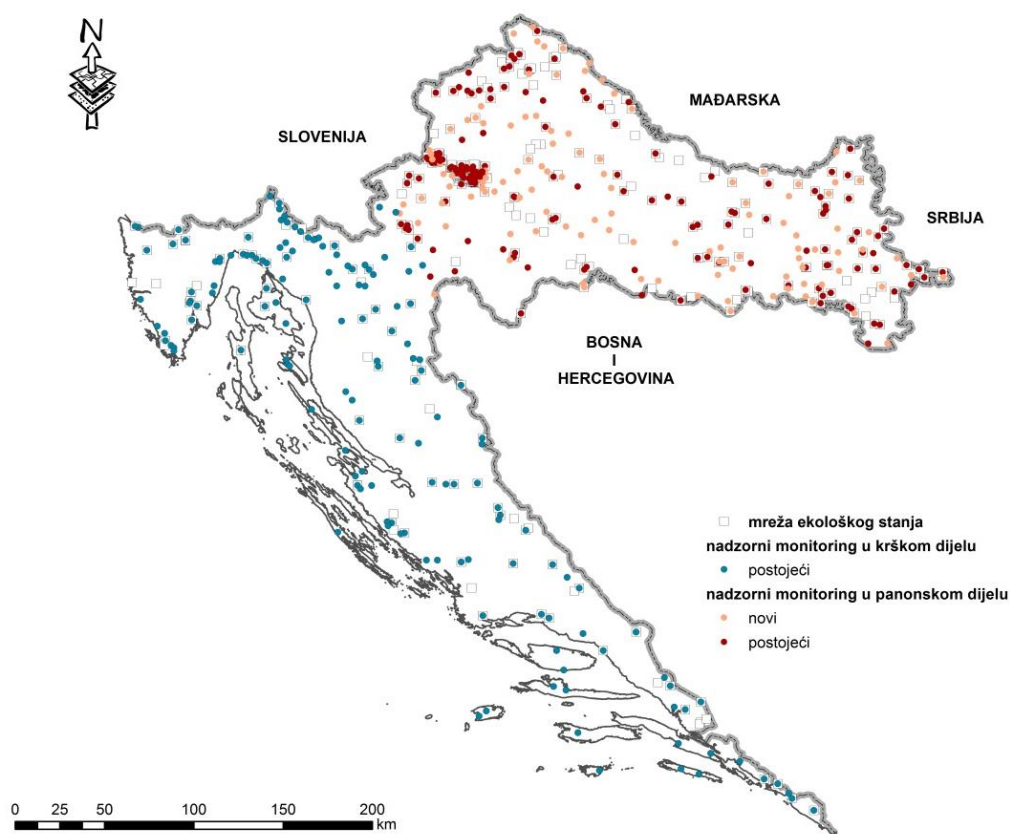 N
MAĐARSKA
SLOVENIJA
SRBIJA
BOSNA
I
HERCEGOVINA
mreža ekološkog stanja
nadzorni monitoring u krškom dijelu
postojeći
nadzorni monitoring u panonskom dijelu
novi
postojeći
0 25 50 100 150 200
km